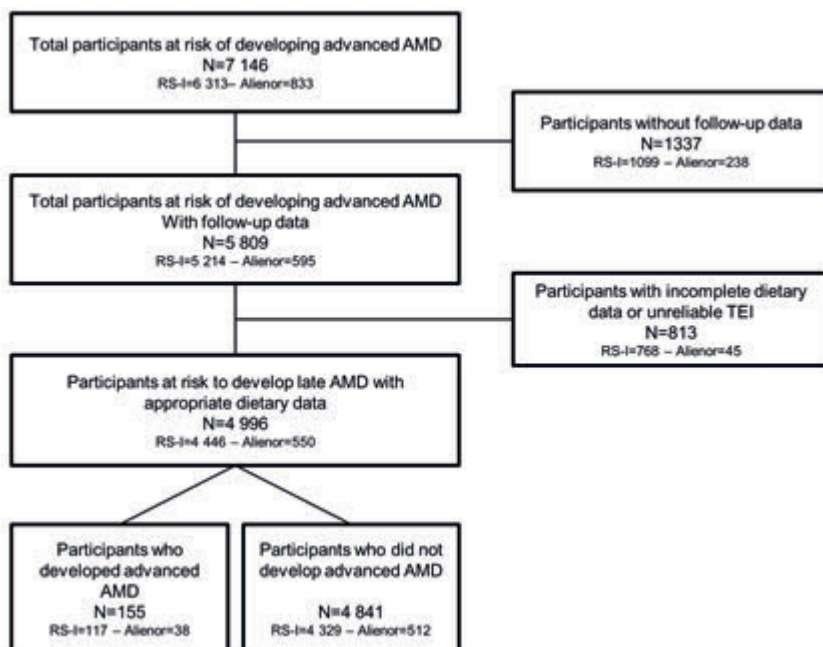 Total participants at risk of developing advanced AMD
N=7 146
RS-I=6 313– Alienor=833
Participants without follow-up data
N=1337
RS-I=1099 – Alienor=238
Total participants at risk of developing advanced AMD
With follow-up data
N=5 809
RS-I=5 214 – Alienor=595
Participants with incomplete dietary
data or unreliable TEI
N=813
RS-I=768 – Alienor=45
Participants at risk to develop late AMD with
appropriate dietary data
N=4 996
RS-I=4 446 – Alienor=550
Participants who
developed advanced
AMD
N=155
RS-I=117 – Alienor=38
Participants who did not
develop advanced AMD
N=4 841
RS-I=4 329 – Alienor=512